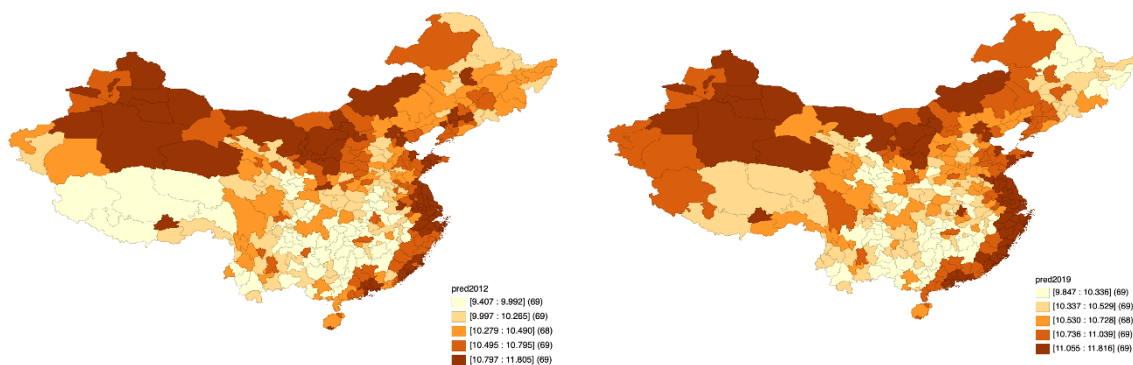 pred2012
[9.407 : 9.992] (69)
[9.997 : 10.265] (69)
[10.279 : 10.490] (68)
[10.495 : 10.795] (69)
[10.797 : 11.805] (69)
pred2019
[9.847 : 10.336] (69)
[10.337 : 10.529] (69)
[10.530 : 10.728] (68)
[10.736 : 11.039] (69)
[11.055 : 11.816] (69)